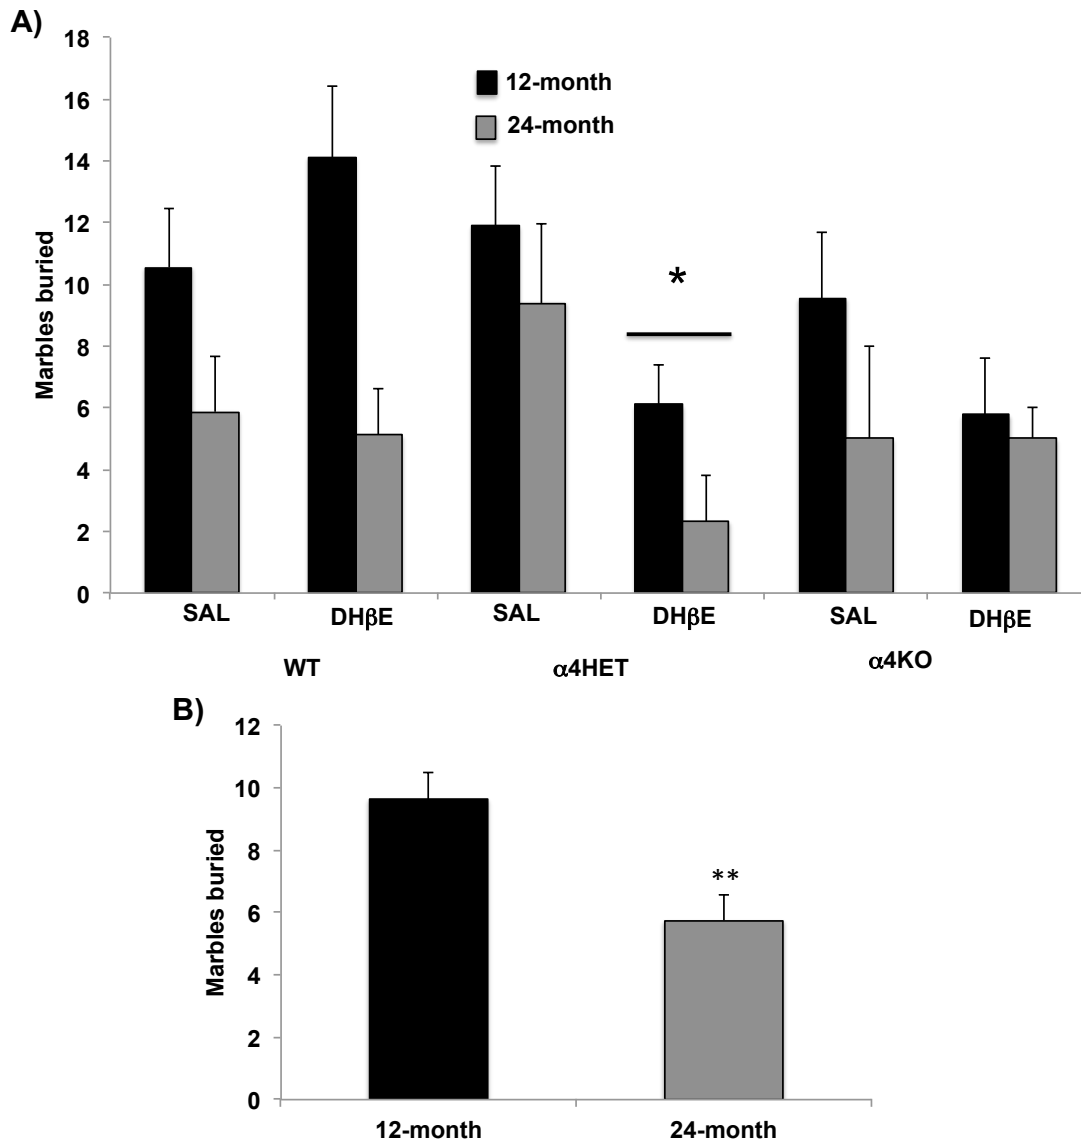 A)
18
16
14
12
10
8
6
4
2
0
Marbles buried
12-month
24-month
*
SAL DHβE SAL DHβE SAL DHβE
WT α4HET α4KO
B)
12
10
8
6
4
2
0
Marbles buried
**
12-month 24-month